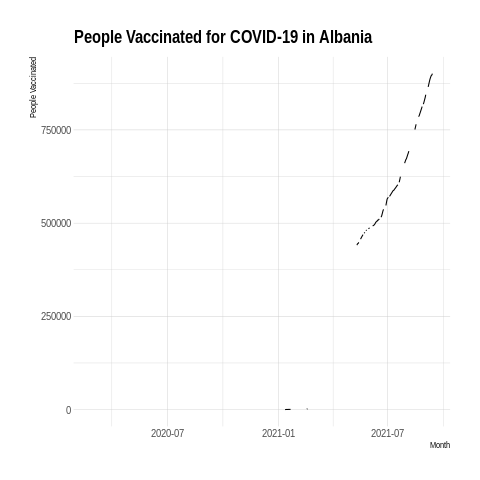 People Vaccinated for COVID-19 in Albania
People Vaccinated
750000
500000
250000
0
2020-07
2021-01
2021-07
Month